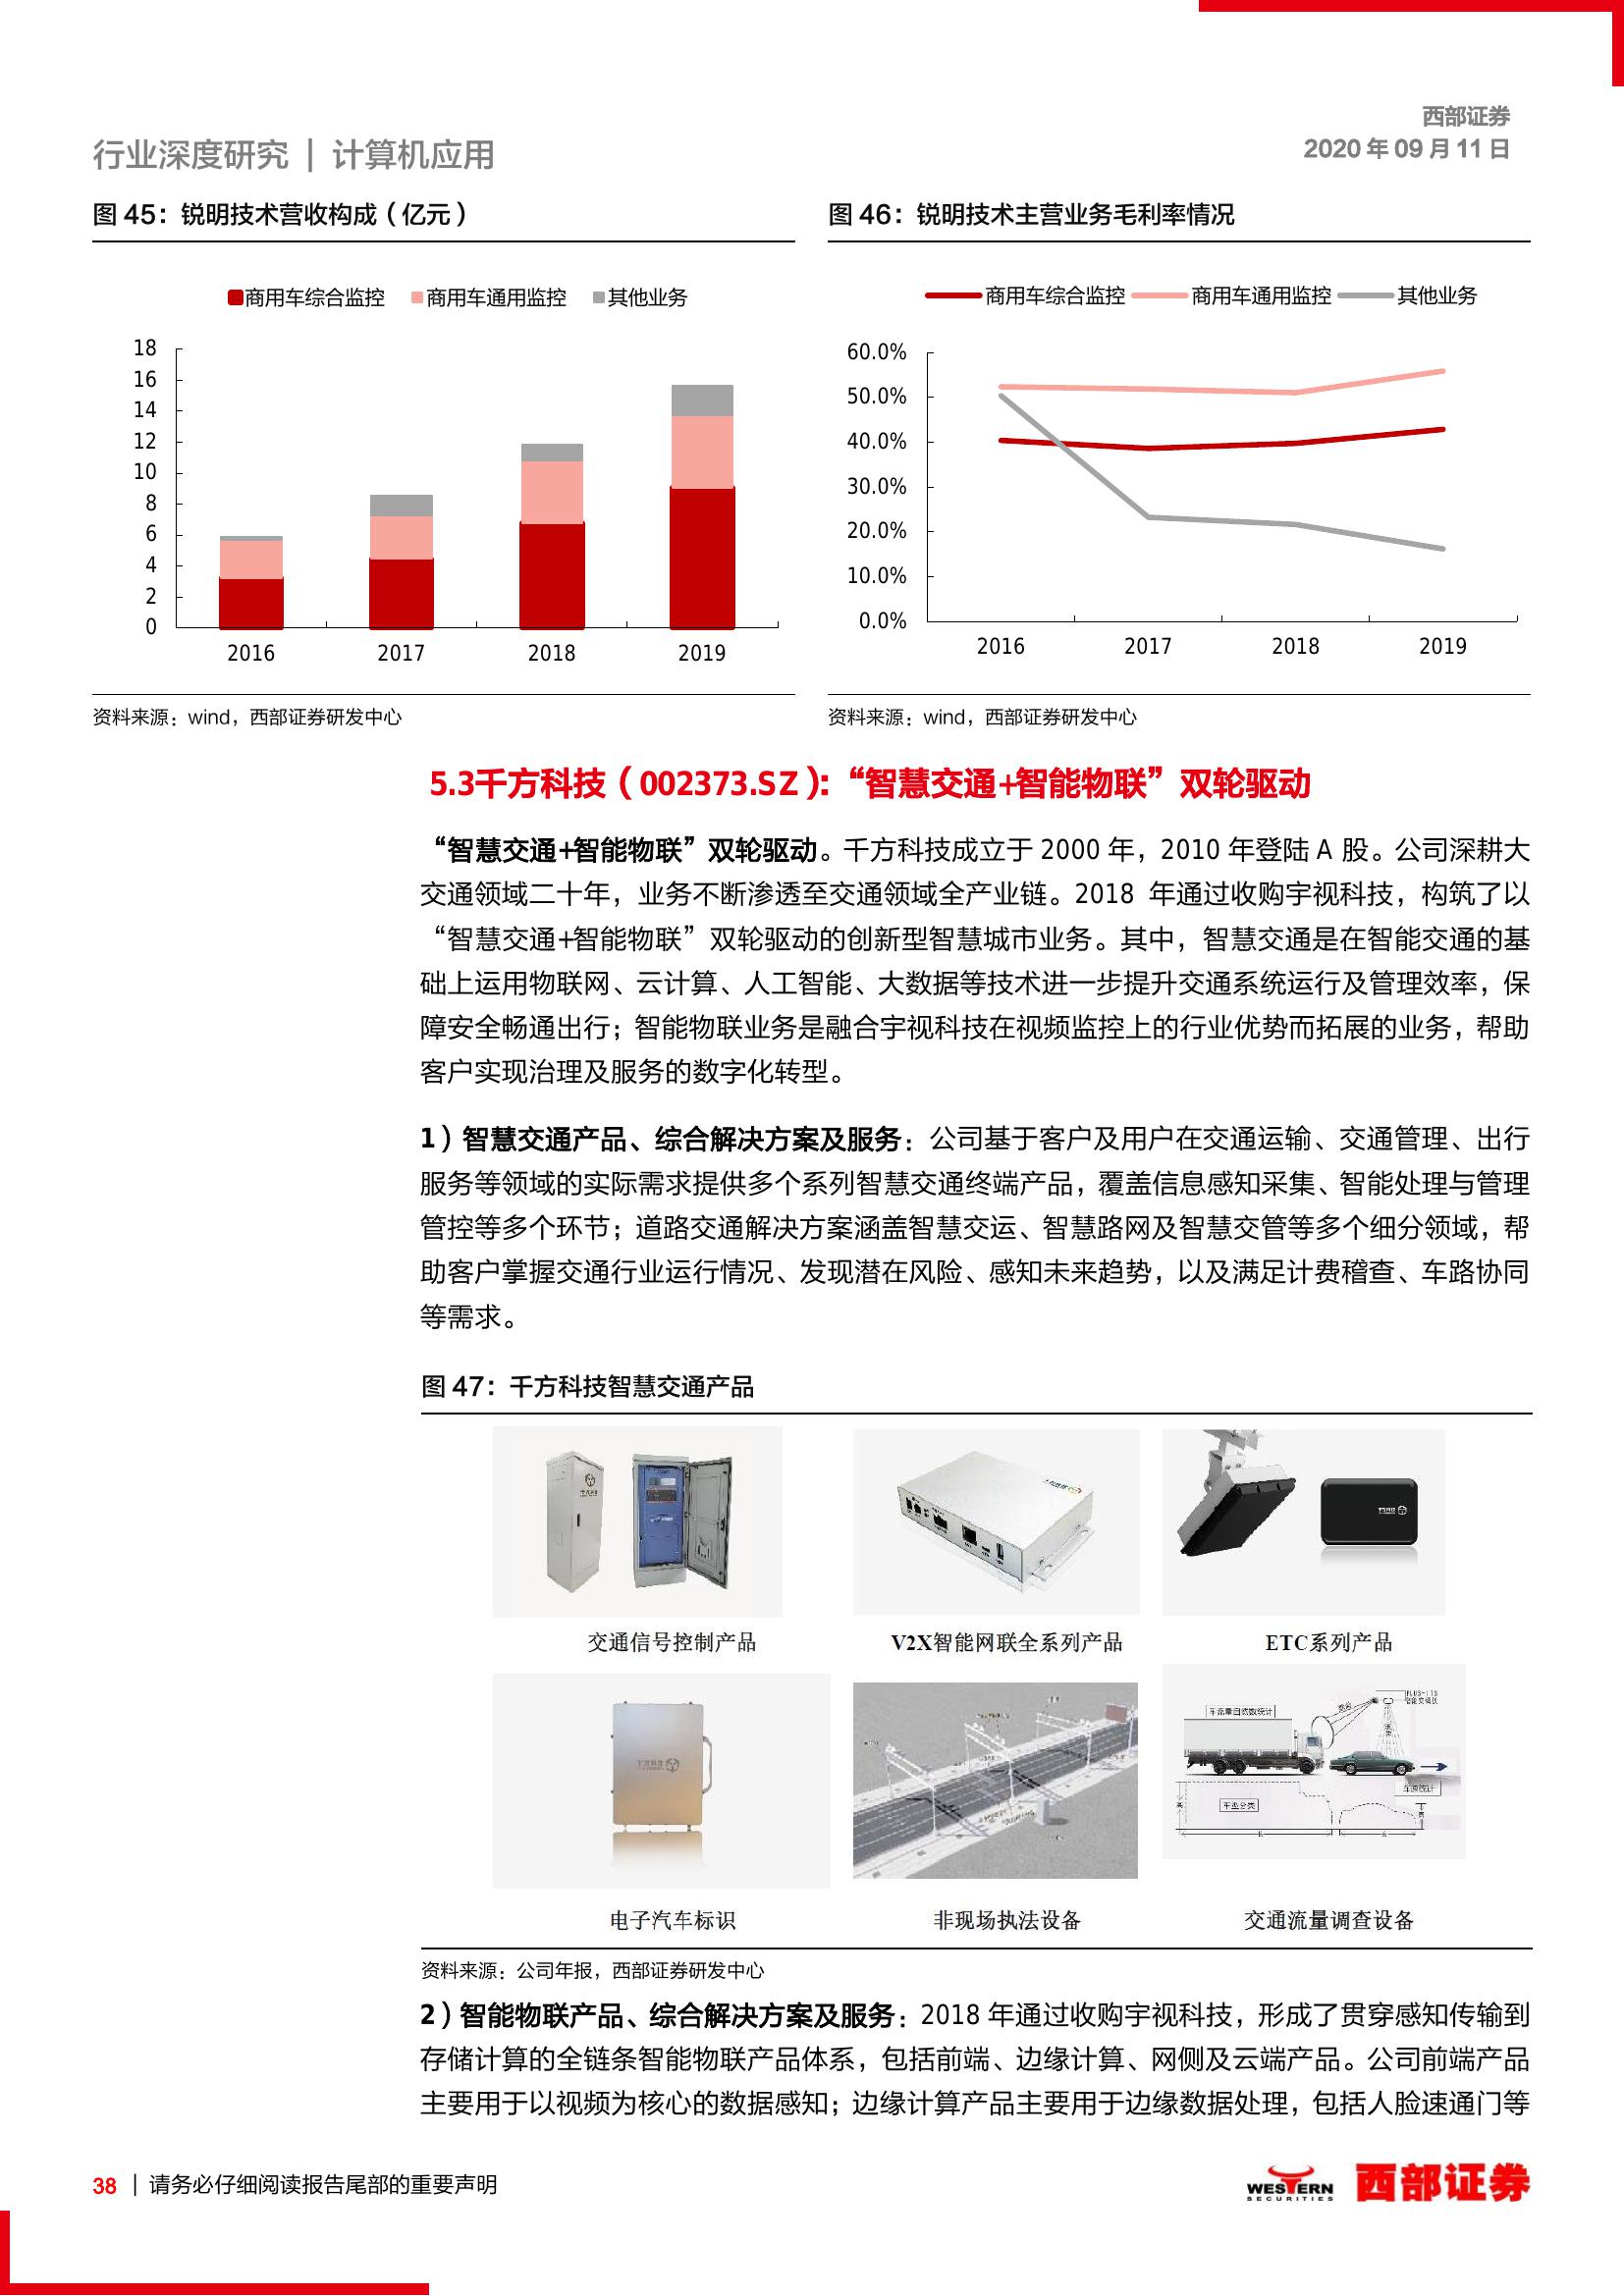 西部证券
2020 年 09 月 11 日
行业深度研究 | 计算机应用
图 45：锐明技术营收构成（亿元）
商用车综合监控 商用车通用监控 其他业务
18
16
14
12
10
8
6
4
2
0
2016 2017 2018 2019
资料来源：wind，西部证券研发中心
图 46：锐明技术主营业务毛利率情况
商用车综合监控 商用车通用监控 其他业务
60.0%
50.0%
40.0%
30.0%
20.0%
10.0%
0.0%
2016 2017 2018 2019
资料来源：wind，西部证券研发中心
5.3千方科技（002373.SZ）：“智慧交通+智能物联”双轮驱动
“智慧交通+智能物联”双轮驱动。千方科技成立于 2000 年，2010 年登陆 A 股。公司深耕大
交通领域二十年，业务不断渗透至交通领域全产业链。2018 年通过收购宇视科技，构筑了以
“智慧交通+智能物联”双轮驱动的创新型智慧城市业务。其中，智慧交通是在智能交通的基
础上运用物联网、云计算、人工智能、大数据等技术进一步提升交通系统运行及管理效率，保
障安全畅通出行；智能物联业务是融合宇视科技在视频监控上的行业优势而拓展的业务，帮助
客户实现治理及服务的数字化转型。
1）智慧交通产品、综合解决方案及服务：公司基于客户及用户在交通运输、交通管理、出行
服务等领域的实际需求提供多个系列智慧交通终端产品，覆盖信息感知采集、智能处理与管理
管控等多个环节；道路交通解决方案涵盖智慧交运、智慧路网及智慧交管等多个细分领域，帮
助客户掌握交通行业运行情况、发现潜在风险、感知未来趋势，以及满足计费稽查、车路协同
等需求。
图 47：千方科技智慧交通产品
交通信号控制产品 V2X智能网联全系列产品 ETC系列产品
千方科技
车流量自然数统计
车型分类
车速统计
电子汽车标识 非现场执法设备 交通流量调查设备
资料来源：公司年报，西部证券研发中心
2）智能物联产品、综合解决方案及服务：2018 年通过收购宇视科技，形成了贯穿感知传输到
存储计算的全链条智能物联产品体系，包括前端、边缘计算、网侧及云端产品。公司前端产品
主要用于以视频为核心的数据感知；边缘计算产品主要用于边缘数据处理，包括人脸速通门等
38 | 请务必仔细阅读报告尾部的重要声明
WESTERN
SECURITIES
西部证券